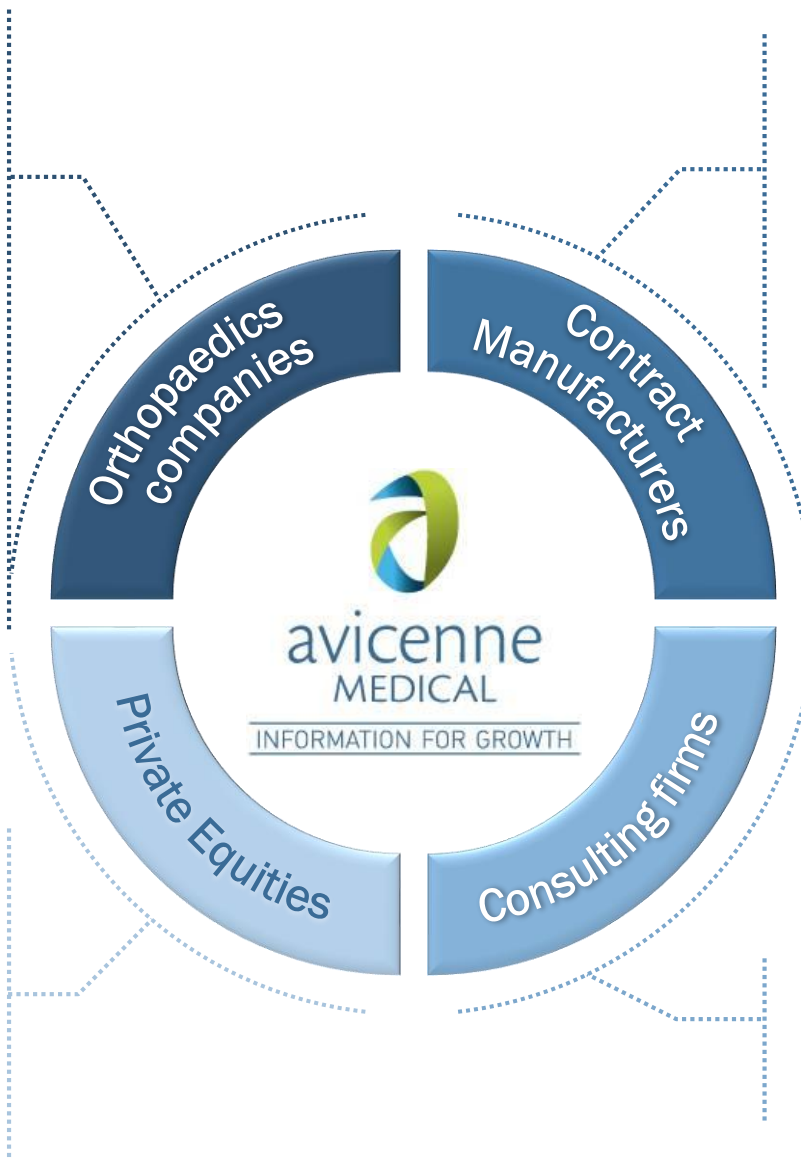 Orthopaedics
companies
Contract
Manufacturers
avicenne
MEDICAL
INFORMATION FOR GROWTH
Private Equities
Consulting firms